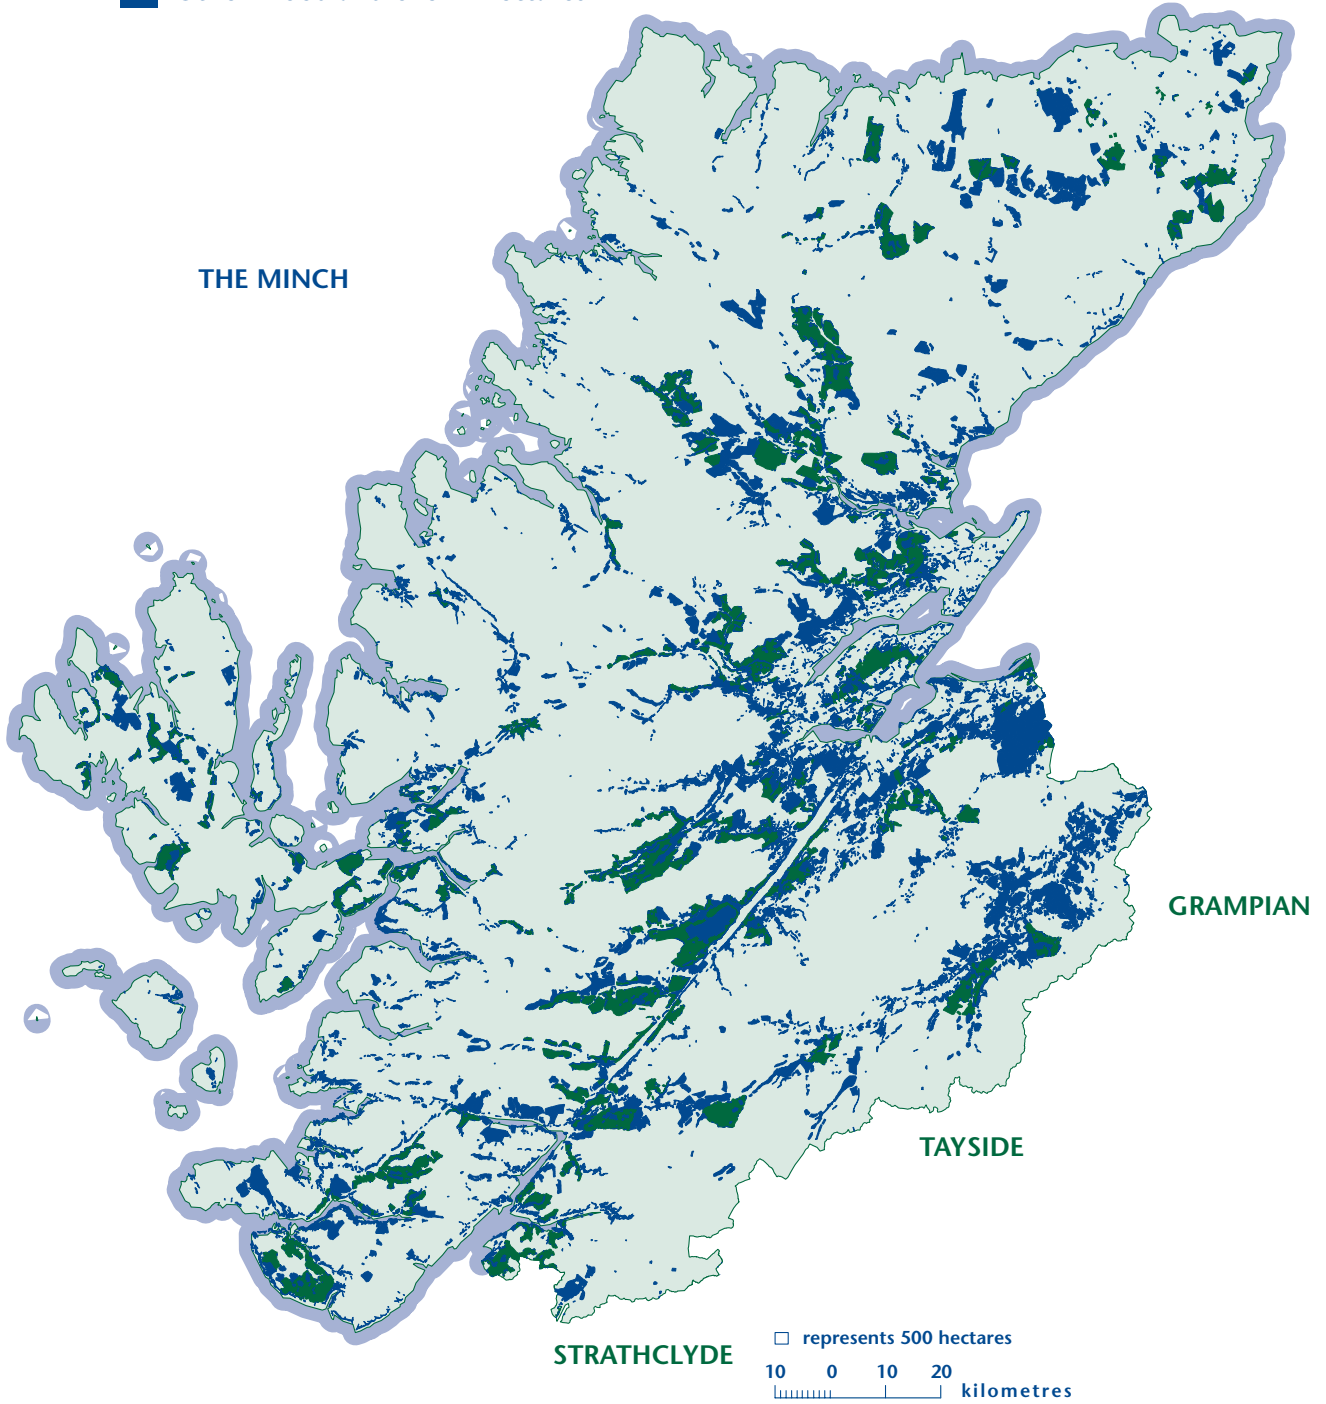 THE MINCH
GRAMPIAN
TAYSIDE
STRATHCLYDE
represents 500 hectares
10 0 10 20
kilometres